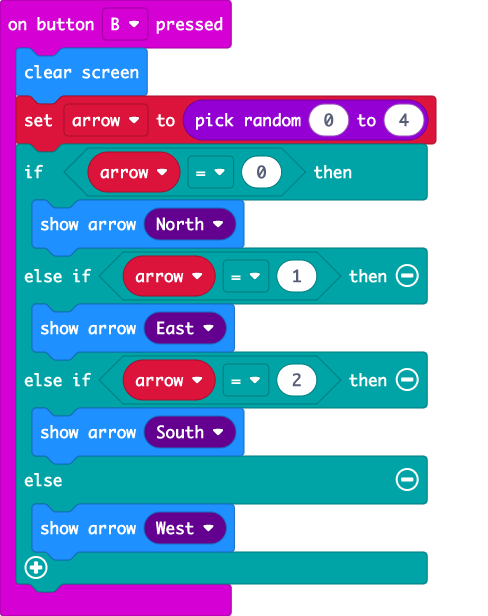 on button B pressed
clear screen
set arrow to pick random 0 to 4
if arrow = 0 then
show arrow North
else if arrow = 1 then
show arrow East
else if arrow = 2 then
show arrow South
else
show arrow West